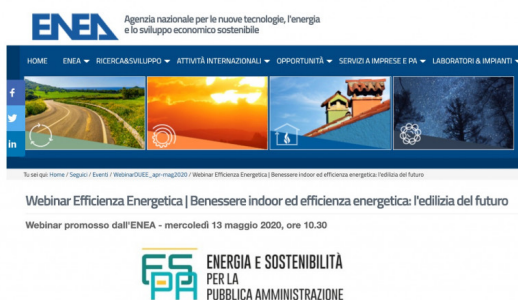 ENEA
Agenzia nazionale per le nuove tecnologie, l'energia
e lo sviluppo economico sostenibile
HOME ENEA RICERCA&SVILUPPO ATTIVITÀ INTERNAZIONALI OPPORTUNITÀ SERVIZI A IMPRESE E PA LABORATORI & IMPIANTI
f
in
Tu sei qui: Home / Seguici / Eventi / WebinarDUEE_apr-mag2020 / Webinar Efficienza Energetica | Benessere indoor ed efficienza energetica: l'edilizia del futuro
Webinar Efficienza Energetica | Benessere indoor ed efficienza energetica: l'edilizia del futuro
Webinar promosso dall'ENEA - mercoledì 13 maggio 2020, ore 10.30
ES
PA
ENERGIA E SOSTENIBILITÀ
PER LA
PUBBLICA AMMINISTRAZIONE